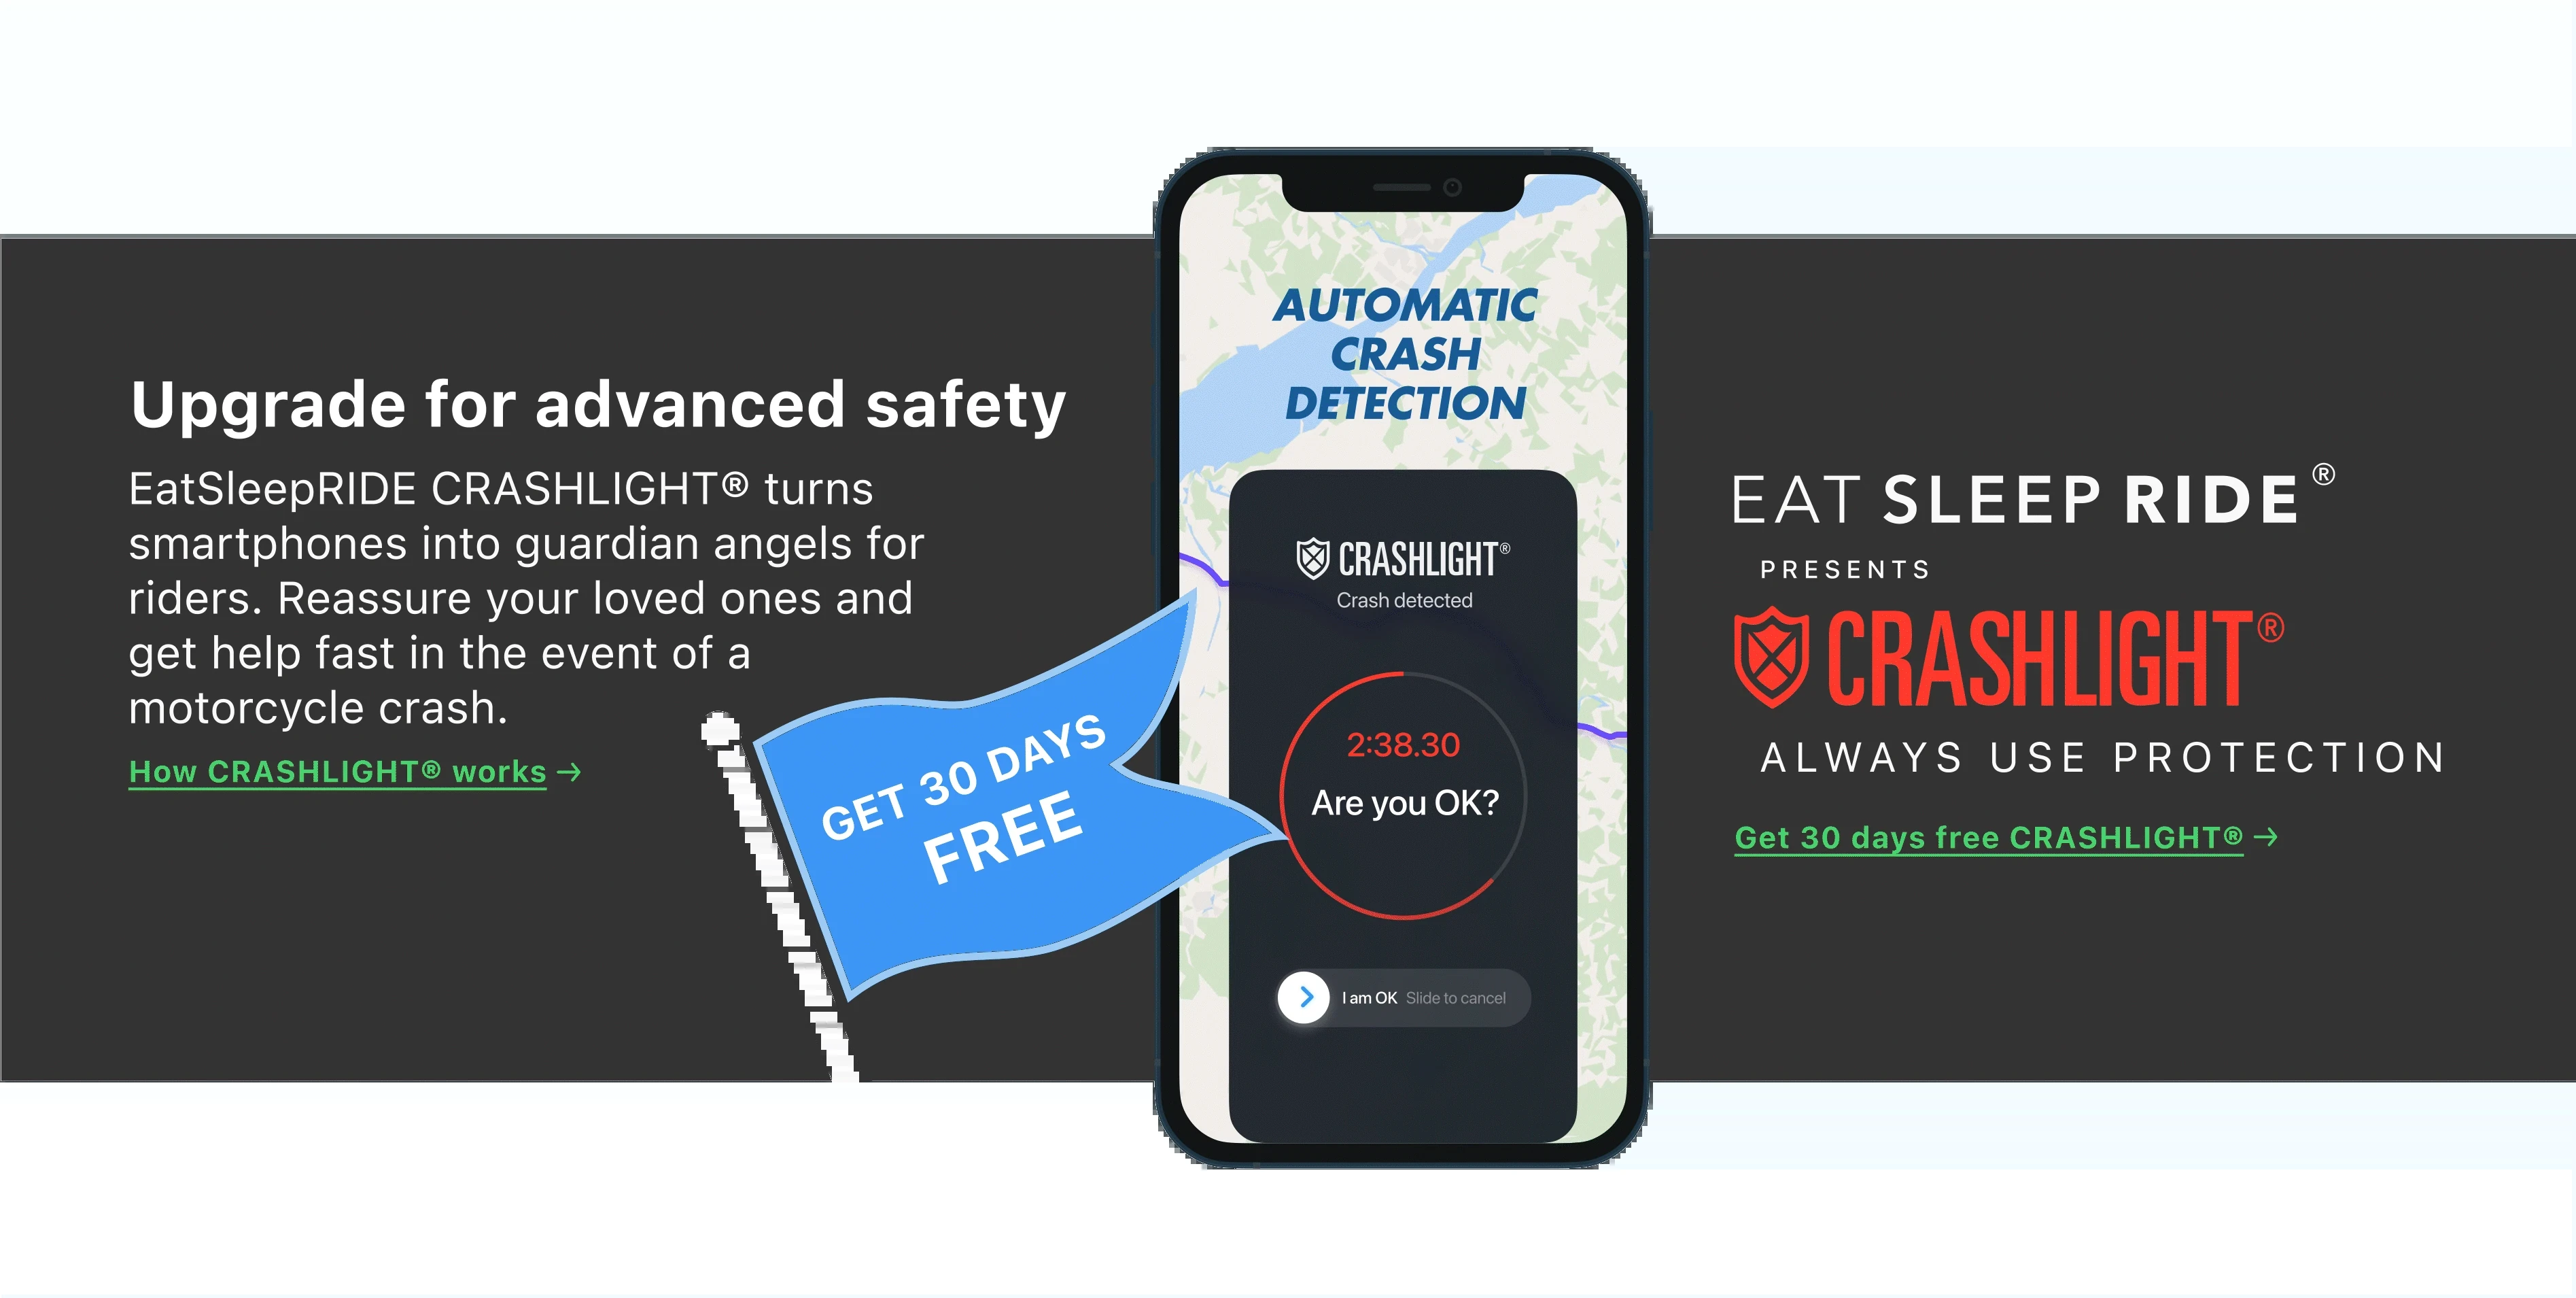 Upgrade for advanced safety
EatSleepRIDE CRASHLIGHT® turns
smartphones into guardian angels for
riders. Reassure your loved ones and
get help fast in the event of a
motorcycle crash.
How CRASHLIGHT® works →
GET 30 DAYS
FREE
AUTOMATIC
CRASH
DETECTION
CRASHLIGHT®
Crash detected
2:38.30
Are you OK?
I am OK Slide to cancel
EAT SLEEP RIDE®
PRESENTS
CRASHLIGHT®
ALWAYS USE PROTECTION
Get 30 days free CRASHLIGHT® →